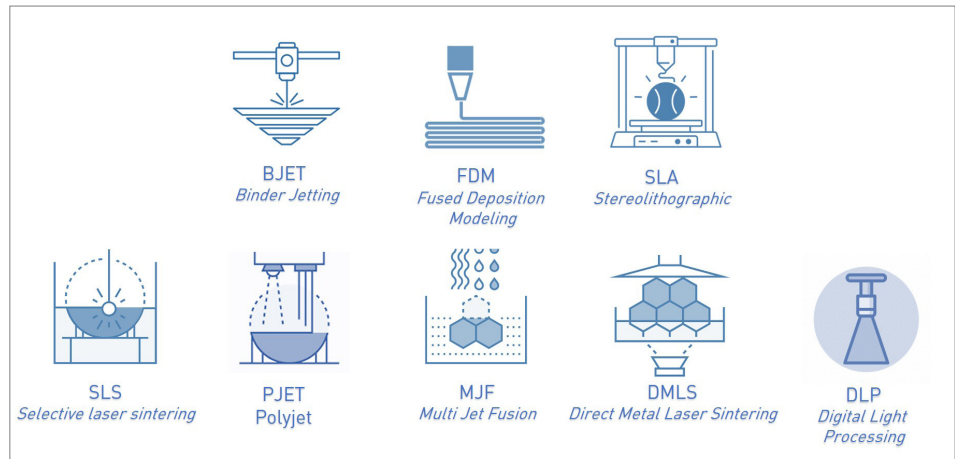 BJET
Binder Jetting
FDM
Fused Deposition
Modeling
SLA
Stereolithographic
SLS
Selective laser sintering
PJET
Polyjet
MJF
Multi Jet Fusion
DMLS
Direct Metal Laser Sintering
DLP
Digital Light
Processing